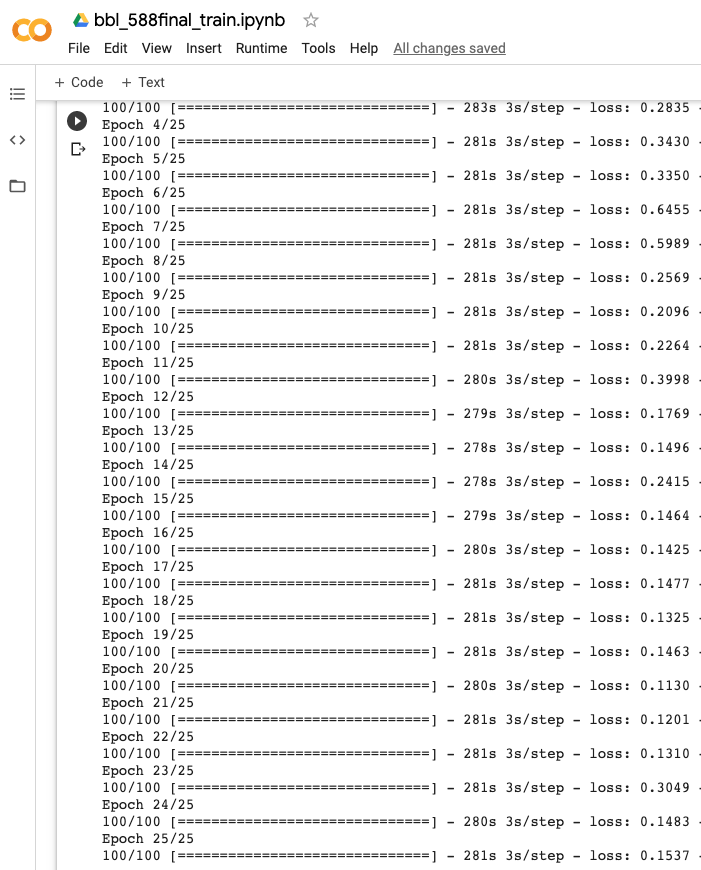 bbl_588final_train.ipynb
File Edit View Insert Runtime Tools Help All changes saved
+ Code + Text
100/100 [==============================] - 283s 3s/step - loss: 0.2835 -
Epoch 4/25
100/100 [==============================] - 281s 3s/step - loss: 0.3430 -
Epoch 5/25
100/100 [==============================] - 281s 3s/step - loss: 0.3350 -
Epoch 6/25
100/100 [==============================] - 281s 3s/step - loss: 0.6455 -
Epoch 7/25
100/100 [==============================] - 281s 3s/step - loss: 0.5989 -
Epoch 8/25
100/100 [==============================] - 281s 3s/step - loss: 0.2569 -
Epoch 9/25
100/100 [==============================] - 281s 3s/step - loss: 0.2096 -
Epoch 10/25
100/100 [==============================] - 281s 3s/step - loss: 0.2264 -
Epoch 11/25
100/100 [==============================] - 280s 3s/step - loss: 0.3998 -
Epoch 12/25
100/100 [==============================] - 279s 3s/step - loss: 0.1769 -
Epoch 13/25
100/100 [==============================] - 278s 3s/step - loss: 0.1496 -
Epoch 14/25
100/100 [==============================] - 278s 3s/step - loss: 0.2415 -
Epoch 15/25
100/100 [==============================] - 279s 3s/step - loss: 0.1464 -
Epoch 16/25
100/100 [==============================] - 280s 3s/step - loss: 0.1425 -
Epoch 17/25
100/100 [==============================] - 281s 3s/step - loss: 0.1477 -
Epoch 18/25
100/100 [==============================] - 281s 3s/step - loss: 0.1325 -
Epoch 19/25
100/100 [==============================] - 281s 3s/step - loss: 0.1463 -
Epoch 20/25
100/100 [==============================] - 280s 3s/step - loss: 0.1130 -
Epoch 21/25
100/100 [==============================] - 281s 3s/step - loss: 0.1201 -
Epoch 22/25
100/100 [==============================] - 281s 3s/step - loss: 0.1310 -
Epoch 23/25
100/100 [==============================] - 281s 3s/step - loss: 0.3049 -
Epoch 24/25
100/100 [==============================] - 280s 3s/step - loss: 0.1483 -
Epoch 25/25
100/100 [==============================] - 281s 3s/step - loss: 0.1537 -